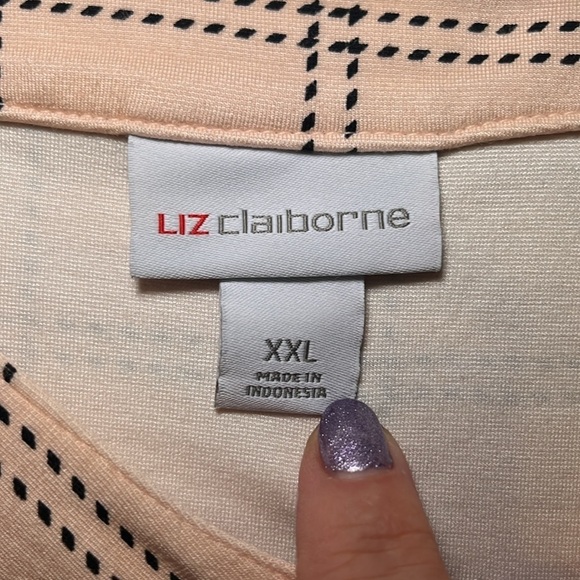 LIZ claiborne
XXL
MADE IN
INDONESIA